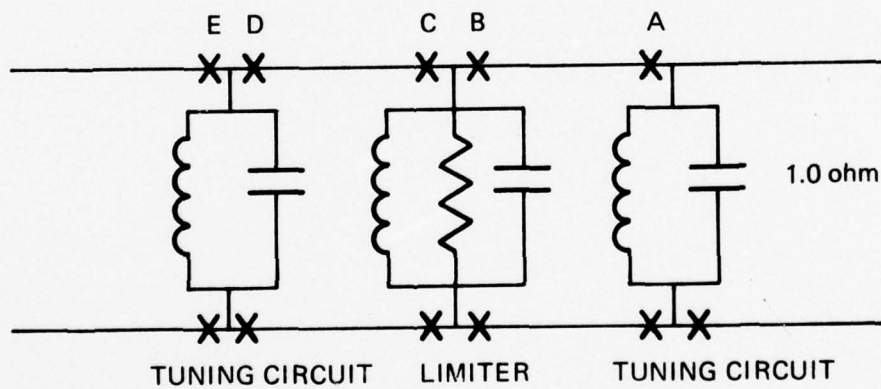 E D C B A
1.0 ohm
TUNING CIRCUIT LIMITER TUNING CIRCUIT